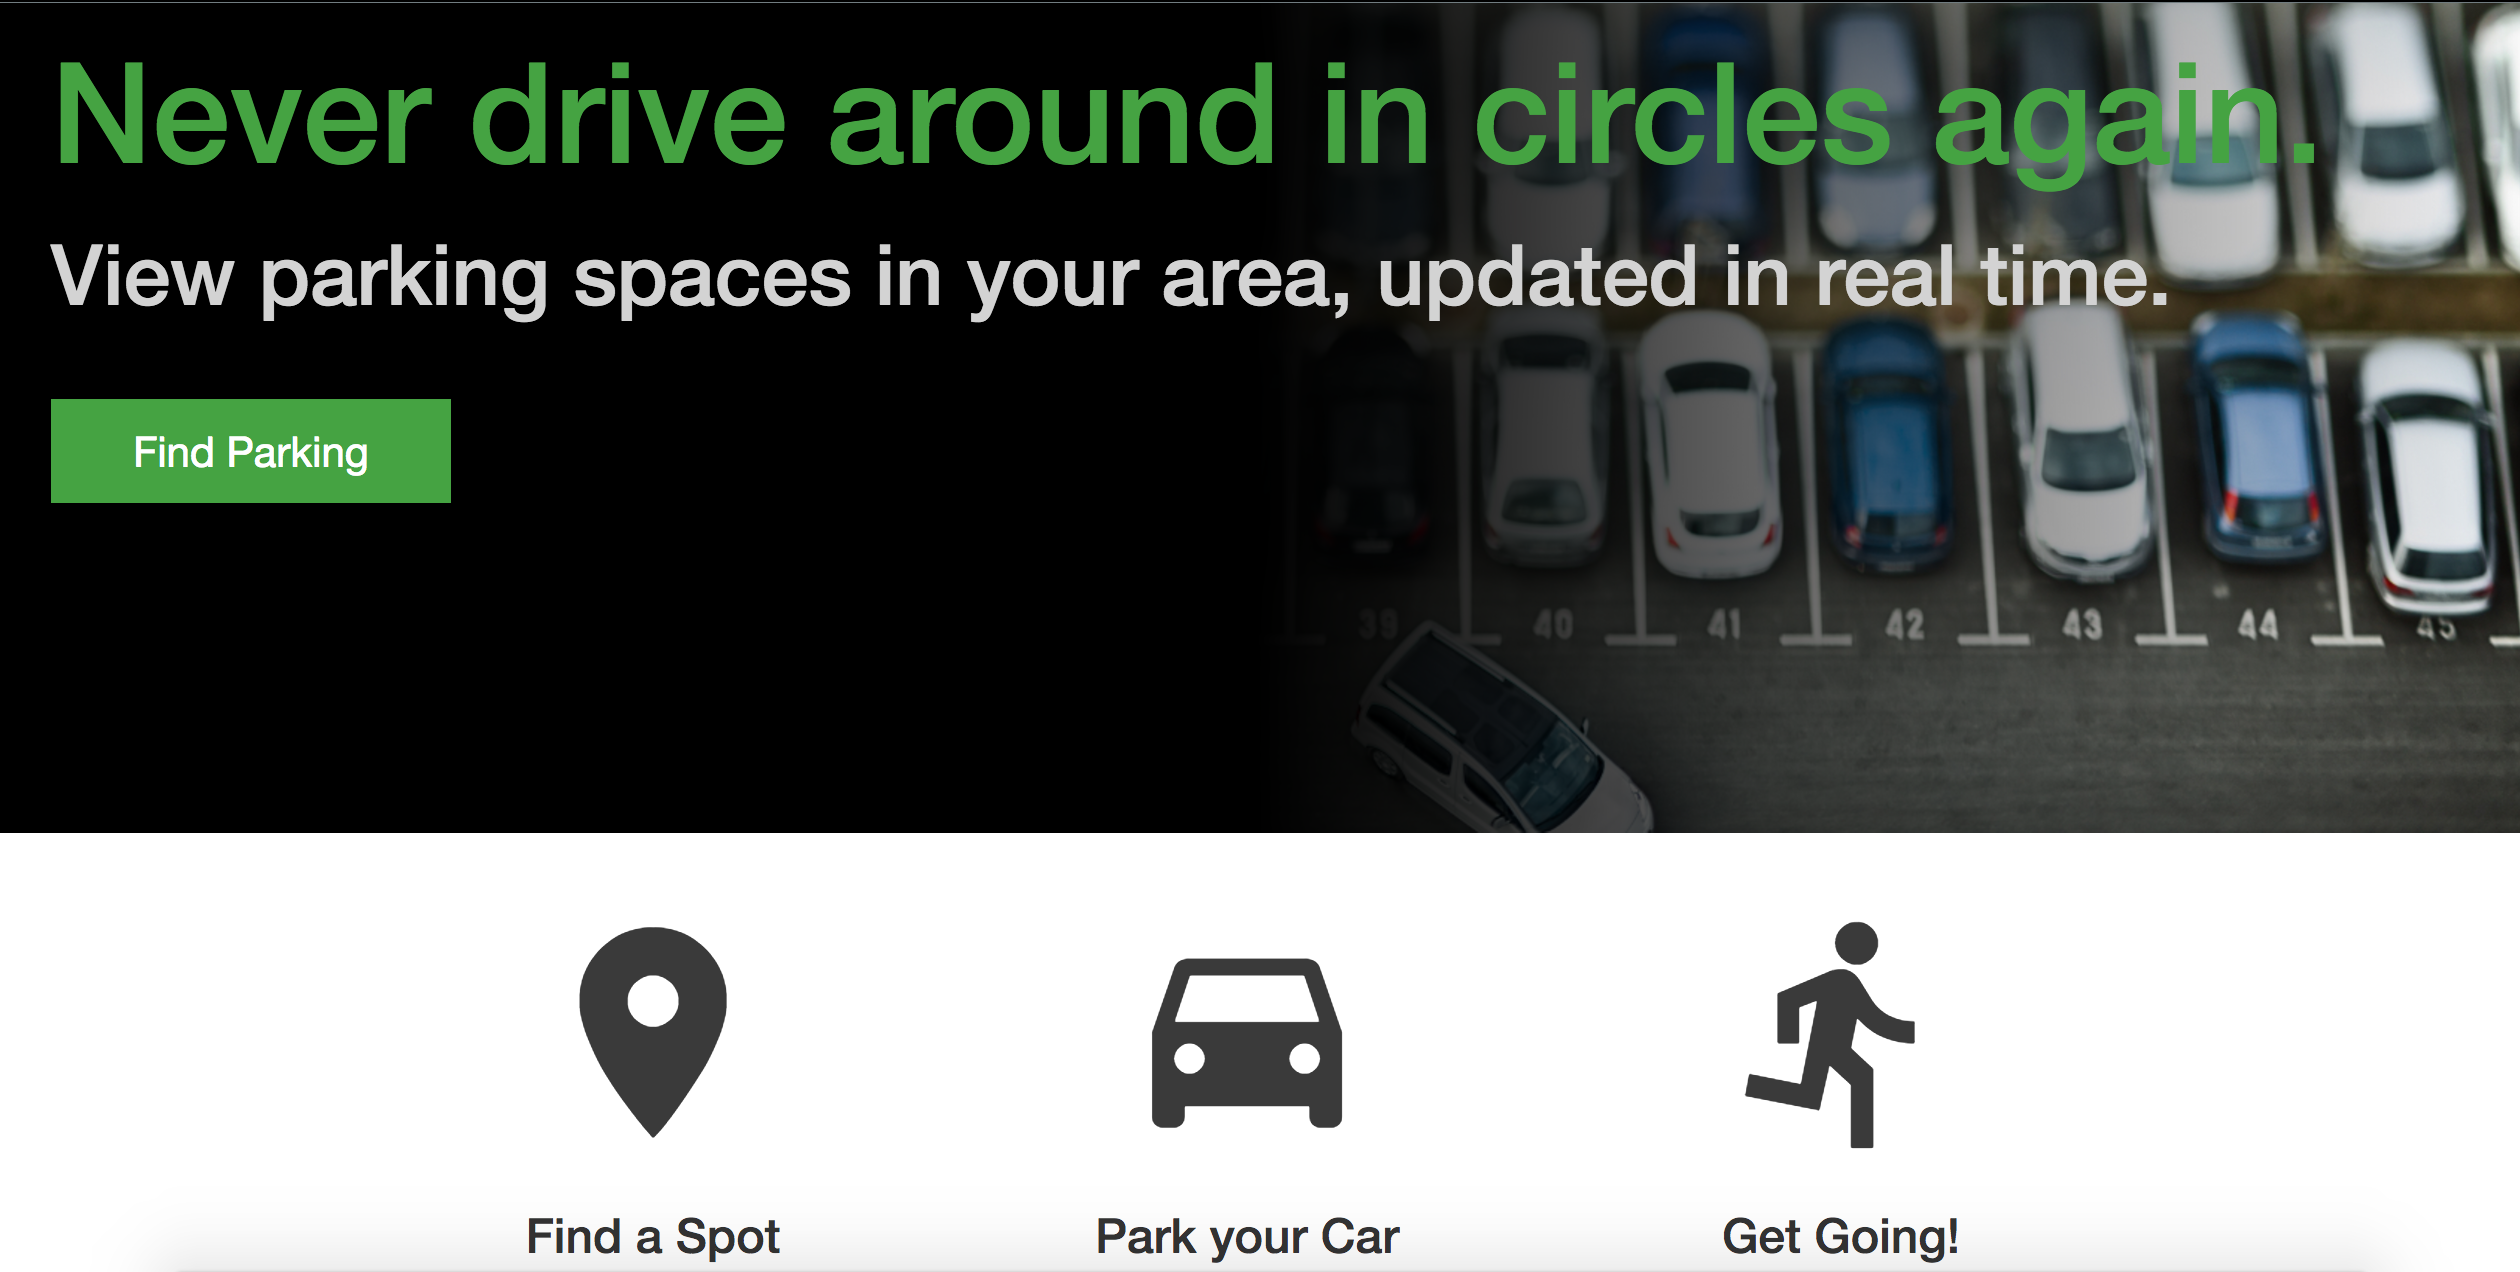 Never drive around in circles again.
View parking spaces in your area, updated in real time.
Find Parking
39 40 41 42 43 44 45
Find a Spot
Park your Car
Get Going!